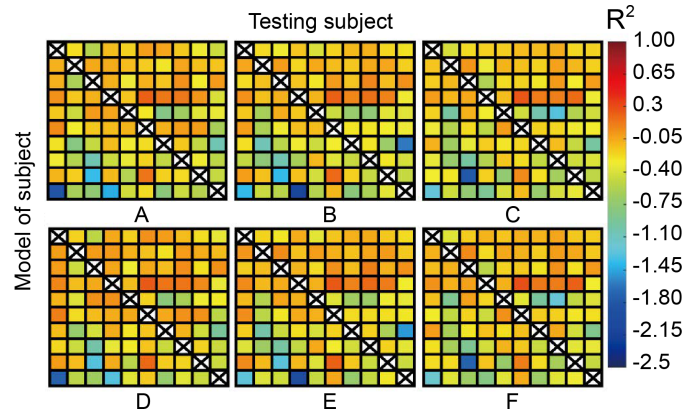 Testing subject
R²
Model of subject
A
B
C
D
E
F
1.00
0.65
0.3
-0.05
-0.40
-0.75
-1.10
-1.45
-1.80
-2.15
-2.5